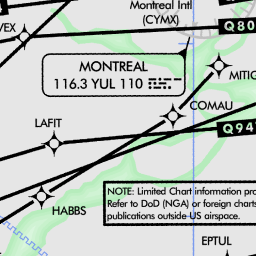 Montreal Intl
(CYMX)
VEX
Q80
MONTREAL
116.3 YUL 110
MITIG
COMAU
LAFIT
Q94
NOTE: Limited Chart information pro
Refer to DoD (NGA) or foreign charts
publications outside US airspace.
HABBS
EPTUL